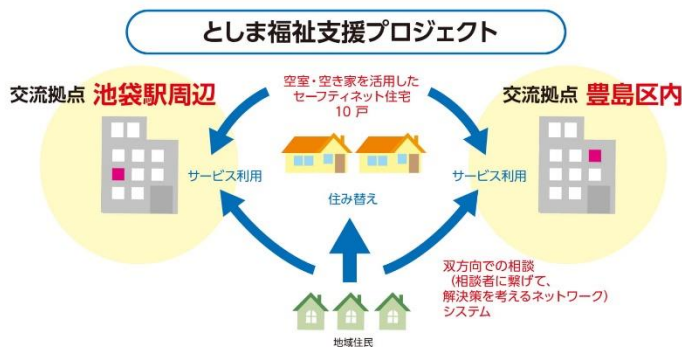 としま福祉支援プロジェクト
交流拠点 池袋駅周辺
空室・空き家を活用した
セーフティネット住宅
10戸
交流拠点 豊島区内
サービス利用
サービス利用
住み替え
双方向での相談
（相談者に繋げて、
解決策を考えるネットワーク）
システム
地域住民